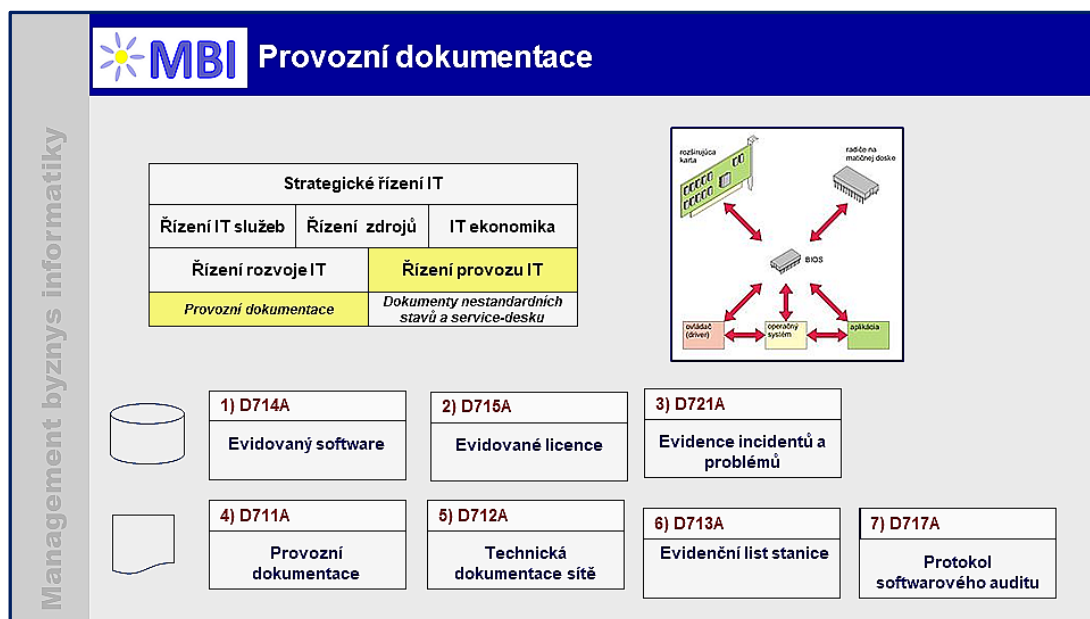 MBI
Provozní dokumentace
Management byznys informatiky
Strategické řízení IT
Řízení IT služeb
Řízení zdrojů
IT ekonomika
Řízení rozvoje IT
Řízení provozu IT
Provozní dokumentace
Dokumenty nestandardních
stavů a service-desku
rozširujúca
karta
radiče na
matičnej doske
BIOS
ovládač
(driver)
operačný
systém
aplikácia
1) D714A
Evidovaný software
2) D715A
Evidované licence
3) D721A
Evidence incidentů a
problémů
4) D711A
Provozní
dokumentace
5) D712A
Technická
dokumentace sítě
6) D713A
Evidenční list stanice
7) D717A
Protokol
softwarového auditu